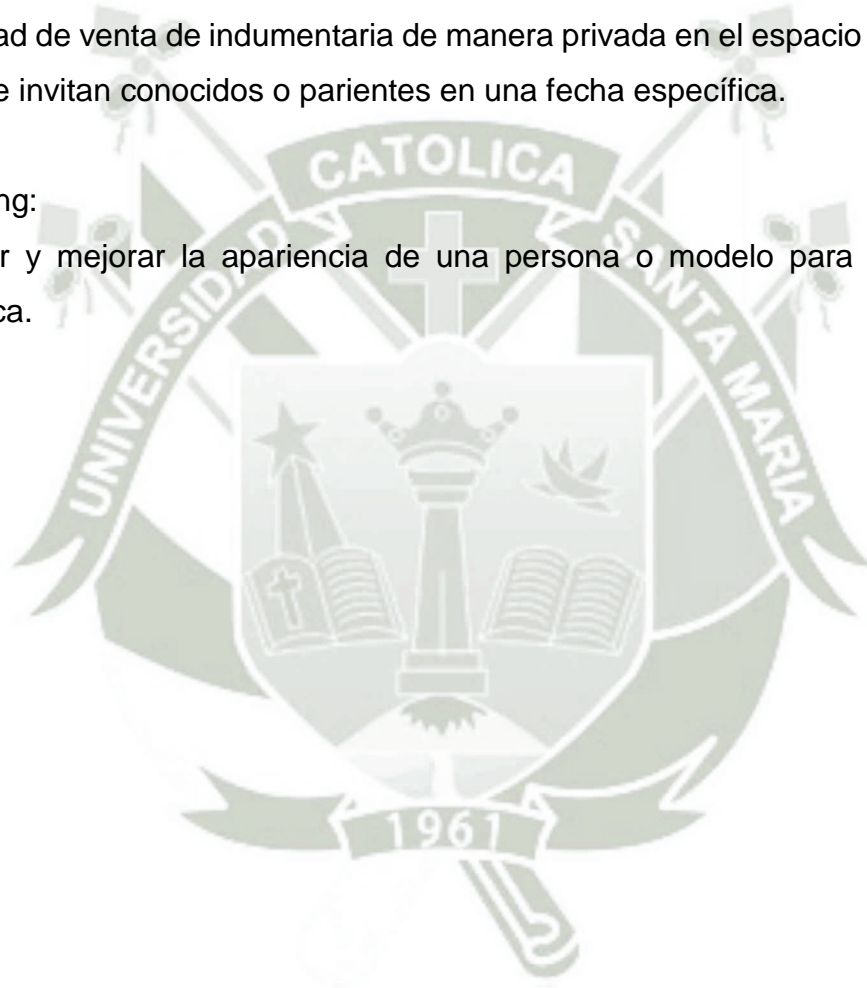 ad de venta de indumentaria de manera privada en el espacio
e invitan conocidos o parientes en una fecha específica.
ng:
r y mejorar la apariencia de una persona o modelo para
ca.
UNIVERSIDAD CATOLICA SANTA MARIA
1961